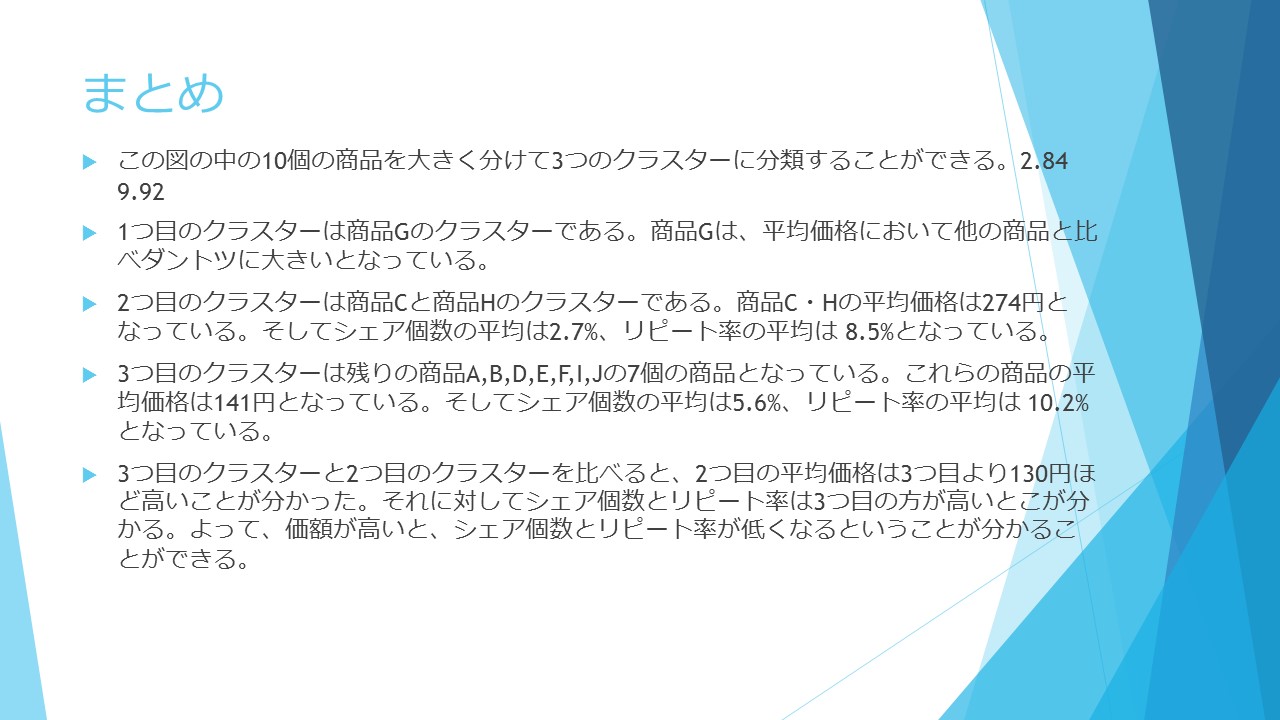 まとめ
この図の中の10個の商品を大きく分けて3つのクラスターに分類することができる。2.84
9.92
1つ目のクラスターは商品Gのクラスターである。商品Gは、平均価格において他の商品と比
べダントツに大きいとなっている。
2つ目のクラスターは商品Cと商品Hのクラスターである。商品C・Hの平均価格は274円と
なっている。そしてシェア個数の平均は2.7%、リピート率の平均は 8.5%となっている。
3つ目のクラスターは残りの商品A,B,D,E,F,I,Jの7個の商品となっている。これらの商品の平
均価格は141円となっている。そしてシェア個数の平均は5.6%、リピート率の平均は 10.2%
となっている。
3つ目のクラスターと2つ目のクラスターを比べると、2つ目の平均価格は3つ目より130円ほ
ど高いことが分かった。それに対してシェア個数とリピート率は3つ目の方が高いとこが分
かる。よって、価額が高いと、シェア個数とリピート率が低くなるということが分かるこ
とができる。